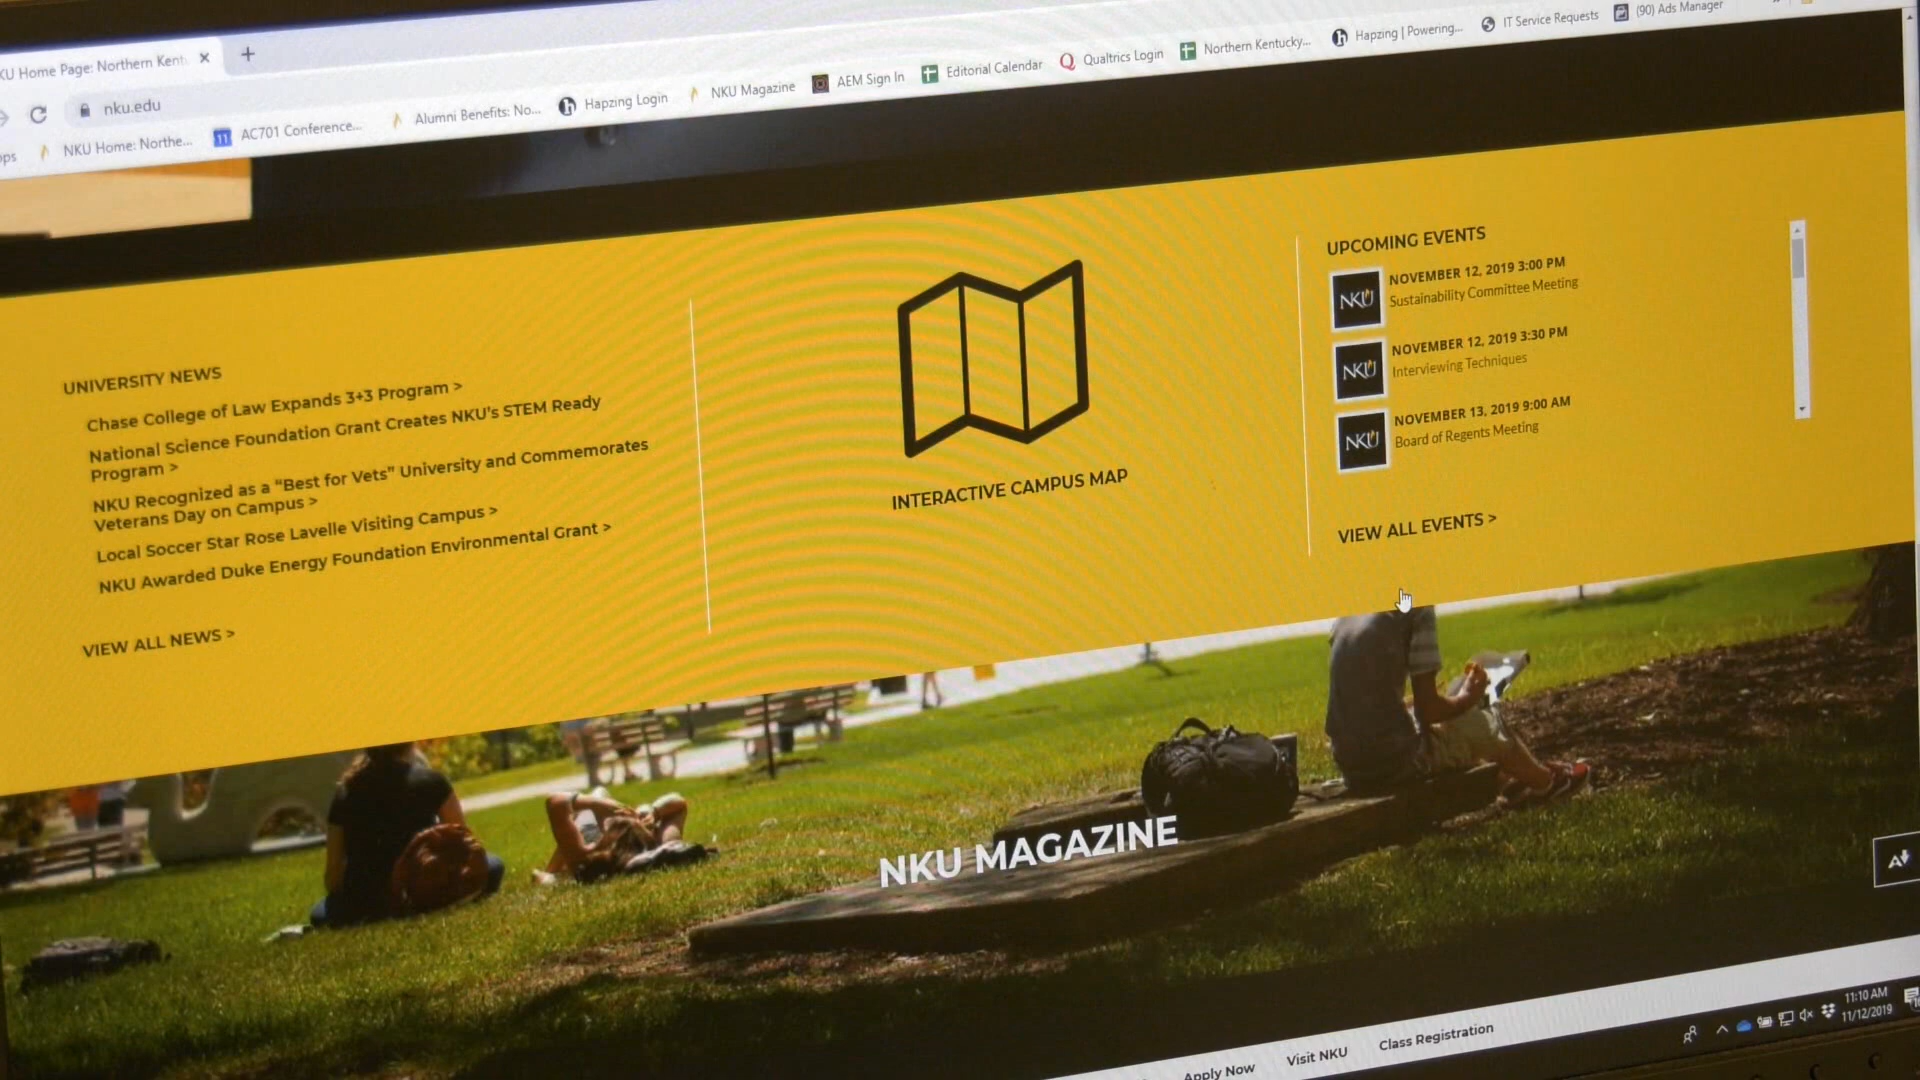 KU Home Page: Northern Kent
nku.edu
NKU Home: Northe...
AC701 Conference...
Alumni Benefits: No...
Hapzing Login
NKU Magazine
AEM Sign In
Editorial Calendar
Qualtrics Login
Northern Kentucky...
Hapzing | Powering...
IT Service Requests
(90) Ads Manager
11
UNIVERSITY NEWS
Chase College of Law Expands 3+3 Program >
National Science Foundation Grant Creates NKU's STEM Ready
Program >
NKU Recognized as a "Best for Vets" University and Commemorates
Veterans Day on Campus >
Local Soccer Star Rose Lavelle Visiting Campus >
NKU Awarded Duke Energy Foundation Environmental Grant >
VIEW ALL NEWS >
INTERACTIVE CAMPUS MAP
UPCOMING EVENTS
NKU
NOVEMBER 12, 2019 3:00 PM
Sustainability Committee Meeting
NKU
NOVEMBER 12, 2019 3:30 PM
Interviewing Techniques
NKU
NOVEMBER 13, 2019 9:00 AM
Board of Regents Meeting
VIEW ALL EVENTS >
NKU MAGAZINE
A
Apply Now
Visit NKU
Class Registration
11:10 AM
11/12/2019